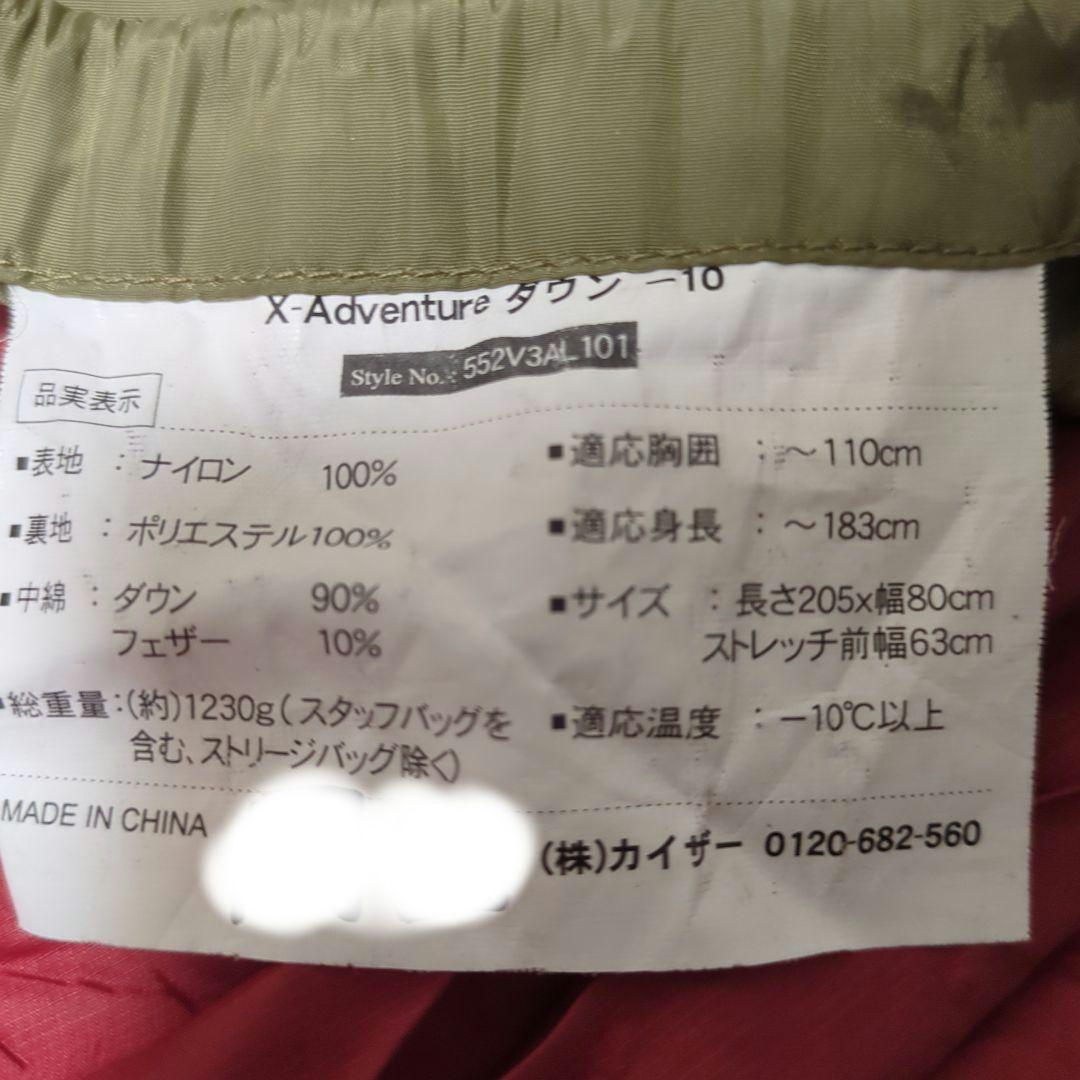 X-Adventure ダウン －10
Style No.: 552V3AL101
品実表示
■表地 : ナイロン 100%
■裏地 : ポリエステル100%
■中綿 : ダウン 90%
フェザー 10%
■総重量:(約)1230g(スタッフバッグを
含む、ストリージバッグ除く)
■適応胸囲 : ～110cm
■適応身長 : ～183cm
■サイズ : 長さ205x幅80cm
ストレッチ前幅63cm
■適応温度 : －10℃以上
MADE IN CHINA
(株)カイザー 0120-682-560